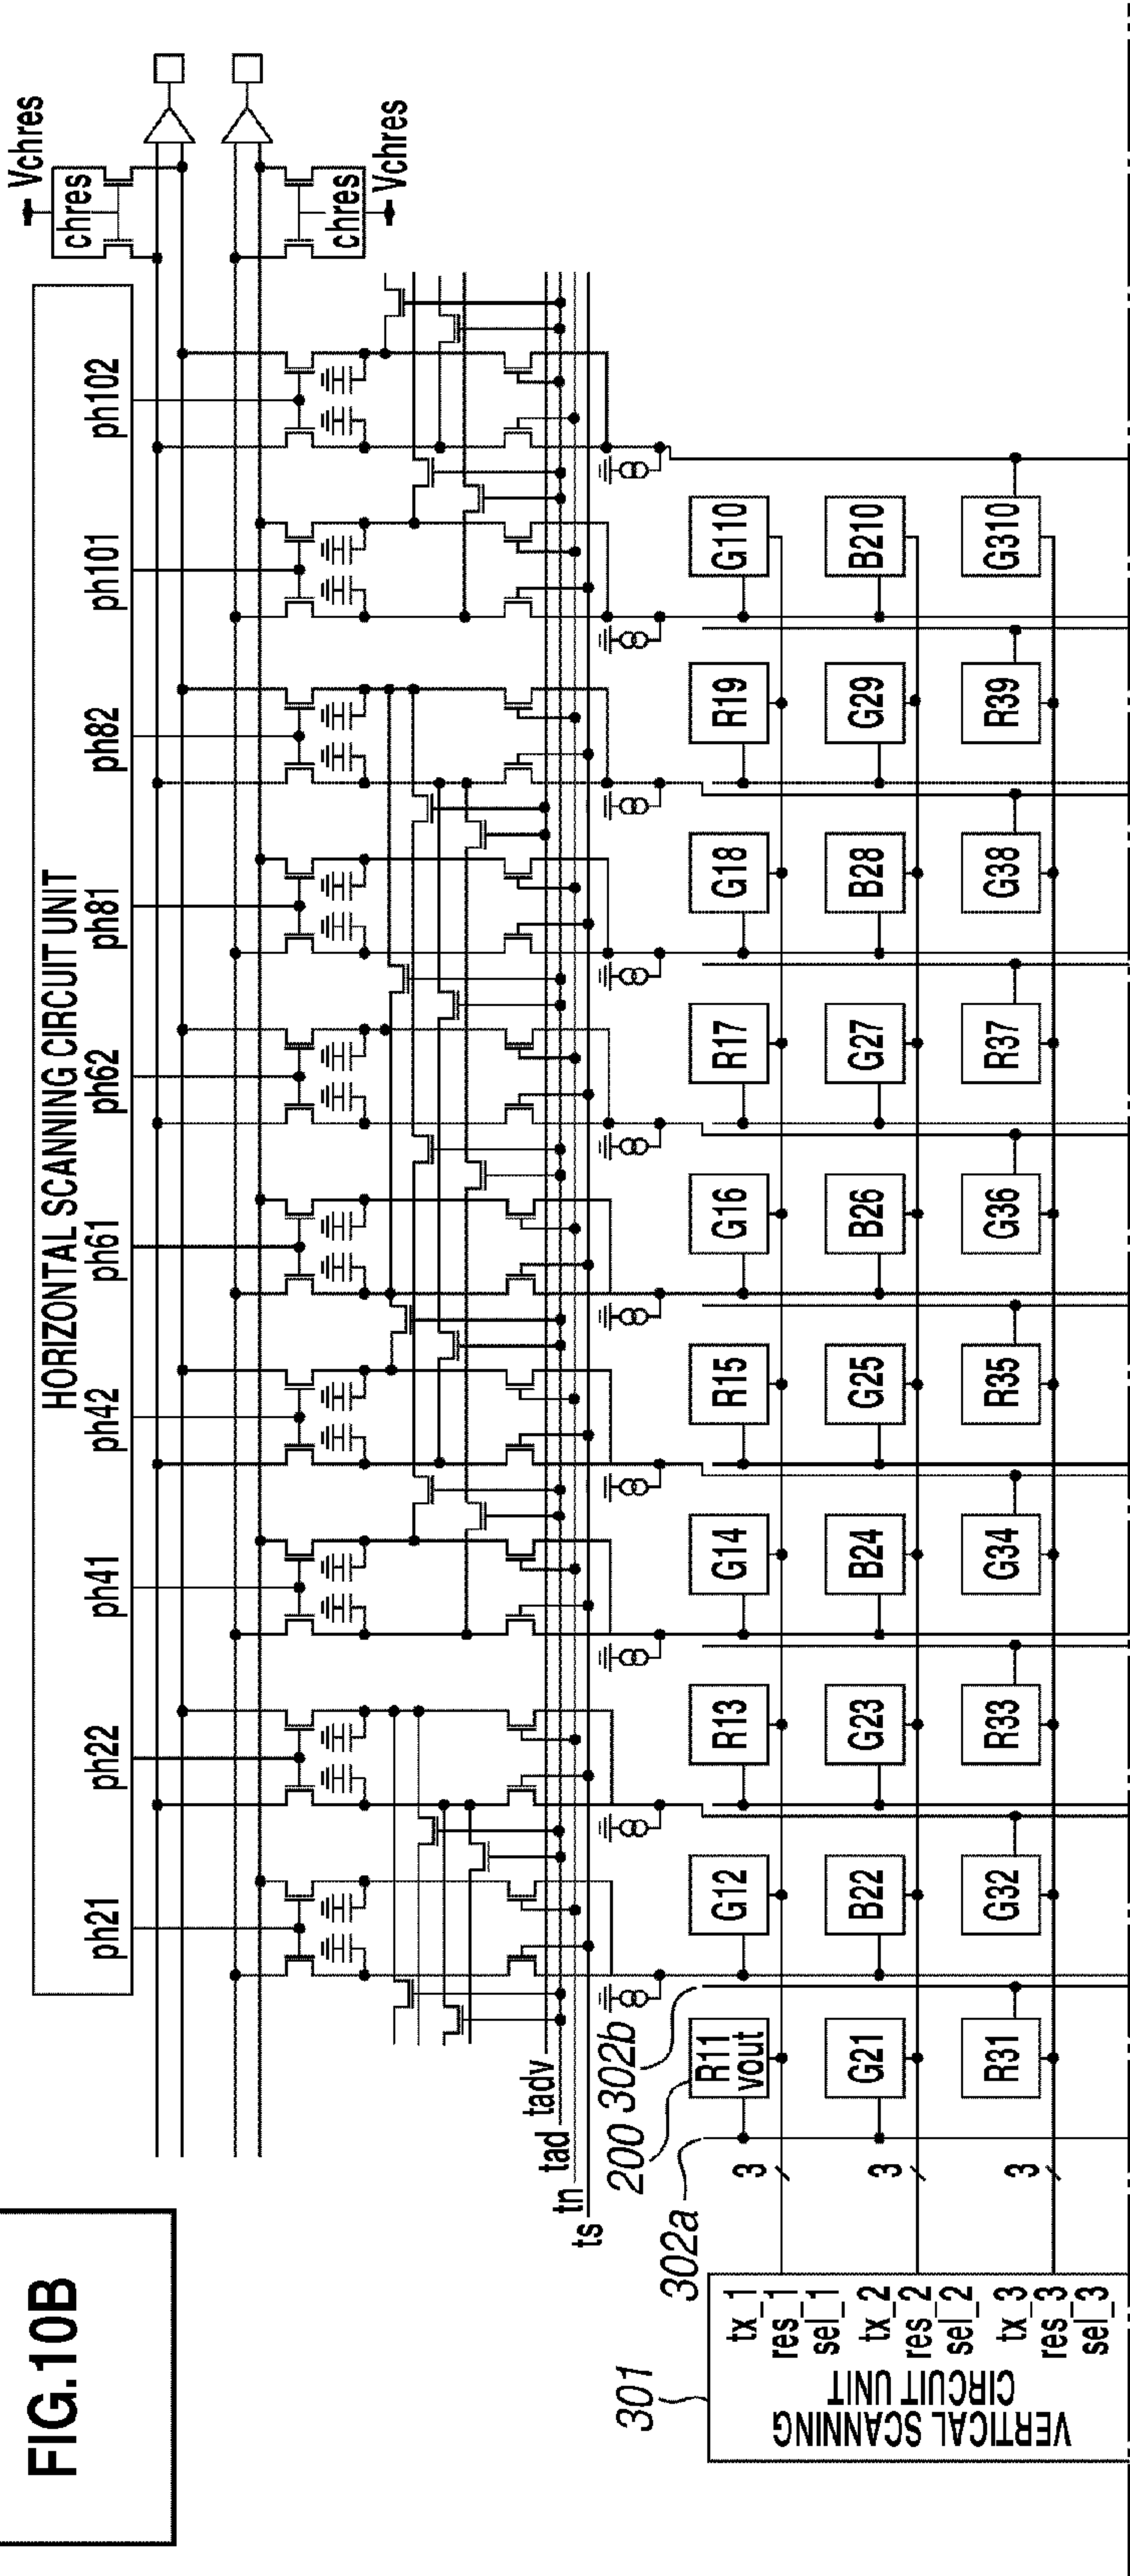 FIG.10B
HORIZONTAL SCANNING CIRCUIT UNIT
ph21 ph22 ph41 ph42 ph61 ph62 ph81 ph82 ph101 ph102
Vchres
chres
chres
Vchres
tadv
tad
tn
ts
302a 200 302b
301
VERTICAL SCANNING
CIRCUIT UNIT
tx_1
res_1
sel_1
tx_2
res_2
sel_2
tx_3
res_3
sel_3
3
3
3
R11 G12 R13 G14 R15 G16 R17 G18 R19 G110
vout
G21 B22 G23 B24 G25 B26 G27 B28 G29 B210
R31 G32 R33 G34 R35 G36 R37 G38 R39 G310